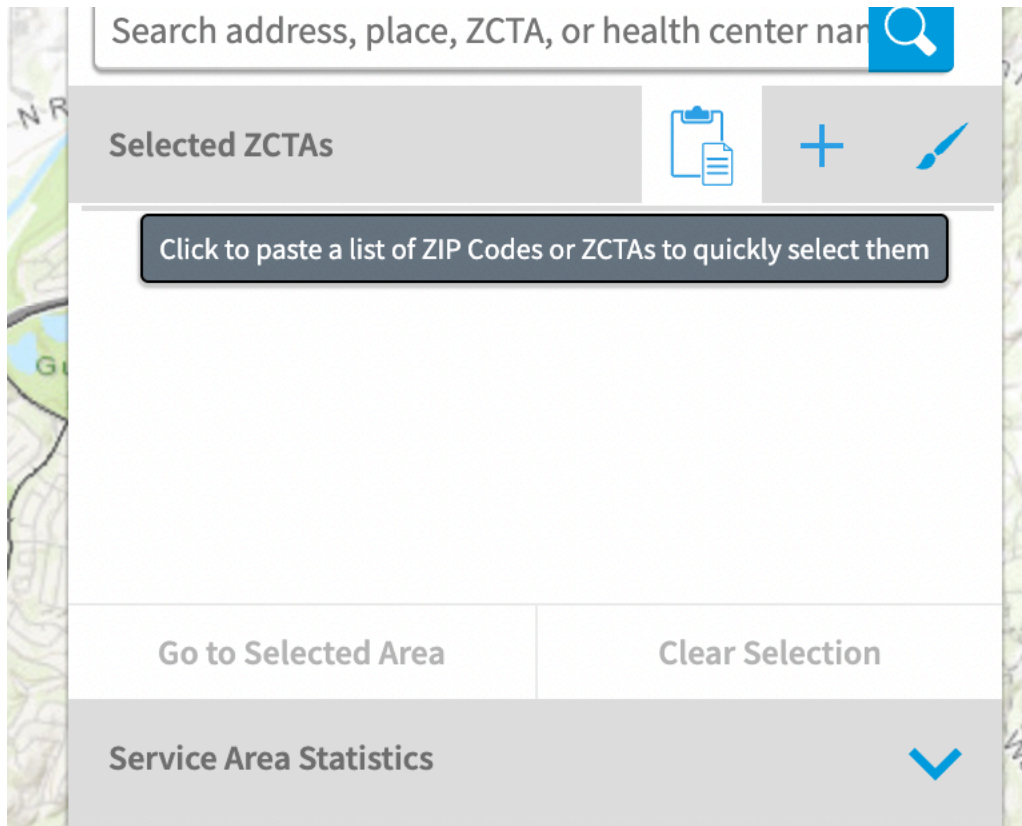 Search address, place, ZCTA, or health center nar
N R
Selected ZCTAs
Click to paste a list of ZIP Codes or ZCTAs to quickly select them
Gu
Go to Selected Area
Clear Selection
Service Area Statistics